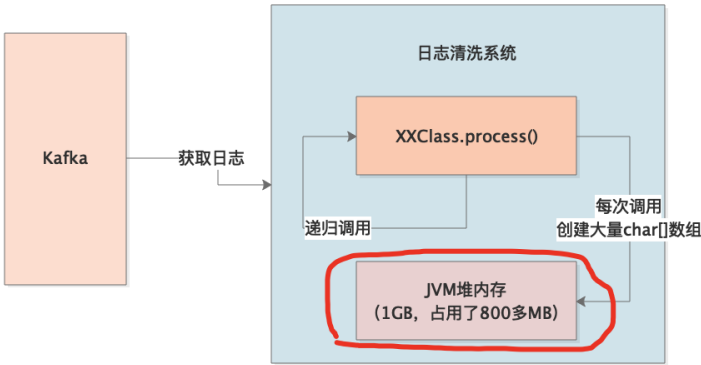 日志清洗系统
Kafka
获取日志
XXClass.process()
递归调用
每次调用
创建大量char[]数组
JVM堆内存
（1GB，占用了800多MB）